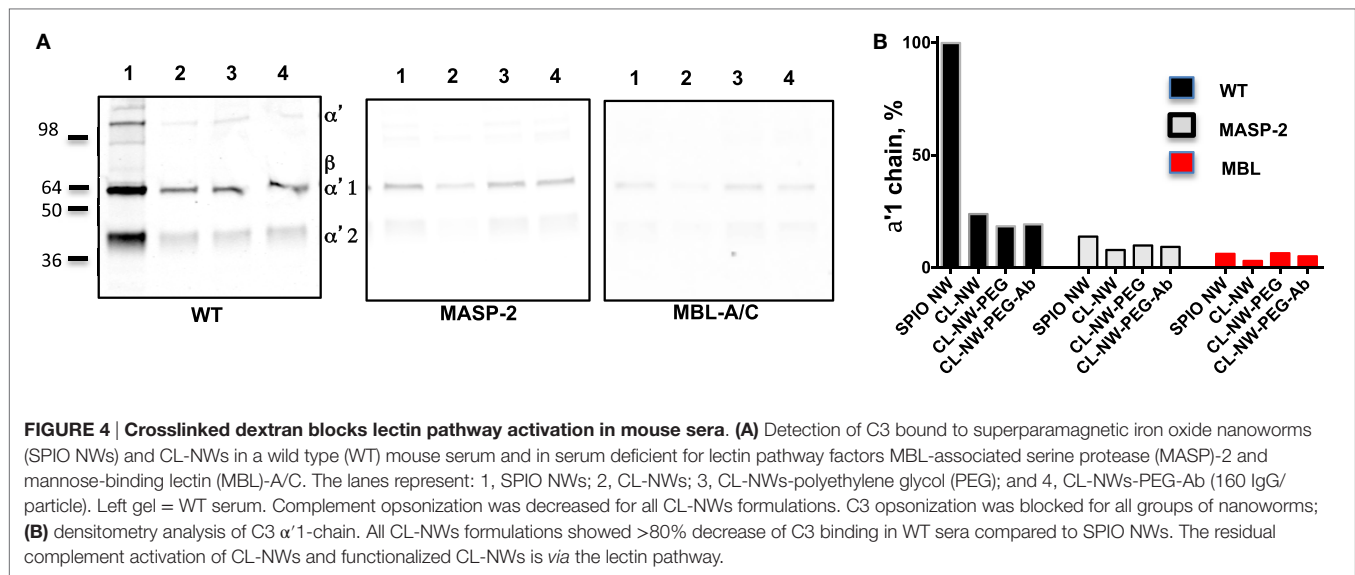 A
B
1 2 3 4
1 2 3 4
1 2 3 4
98
64
50
36
α'
β
α' 1
α' 2
WT
MASP-2
MBL-A/C
a'1 chain, %
100
50
0
WT
MASP-2
MBL
SPIO NW
CL-NW
CL-NW-PEG
CL-NW-PEG-Ab
SPIO NW
CL-NW
CL-NW-PEG
CL-NW-PEG-Ab
SPIO NW
CL-NW
CL-NW-PEG
CL-NW-PEG-Ab
FIGURE 4 | Crosslinked dextran blocks lectin pathway activation in mouse sera. (A) Detection of C3 bound to superparamagnetic iron oxide nanoworms
(SPIO NWs) and CL-NWs in a wild type (WT) mouse serum and in serum deficient for lectin pathway factors MBL-associated serine protease (MASP)-2 and
mannose-binding lectin (MBL)-A/C. The lanes represent: 1, SPIO NWs; 2, CL-NWs; 3, CL-NWs-polyethylene glycol (PEG); and 4, CL-NWs-PEG-Ab (160 IgG/
particle). Left gel = WT serum. Complement opsonization was decreased for all CL-NWs formulations. C3 opsonization was blocked for all groups of nanoworms;
(B) densitometry analysis of C3 α′1-chain. All CL-NWs formulations showed >80% decrease of C3 binding in WT sera compared to SPIO NWs. The residual
complement activation of CL-NWs and functionalized CL-NWs is via the lectin pathway.